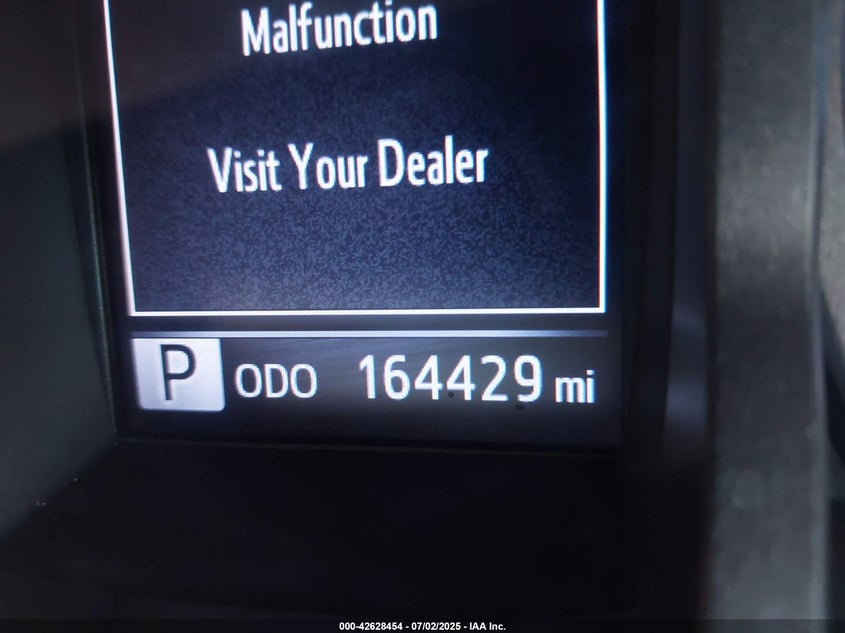 Malfunction
Visit Your Dealer
P ODO 164429 mi
000-42628454 - 07/02/2025 - IAA Inc.